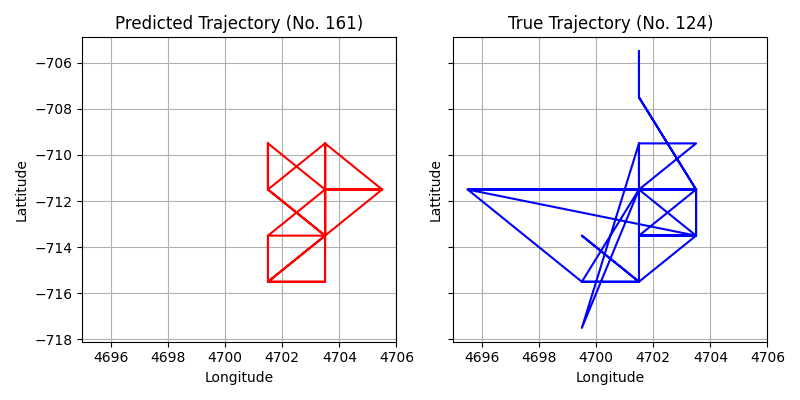 Predicted Trajectory (No. 161)
True Trajectory (No. 124)
−706
−708
−710
−712
−714
−716
−718
Lattitude
Lattitude
4696 4698 4700 4702 4704 4706
4696 4698 4700 4702 4704 4706
Longitude
Longitude